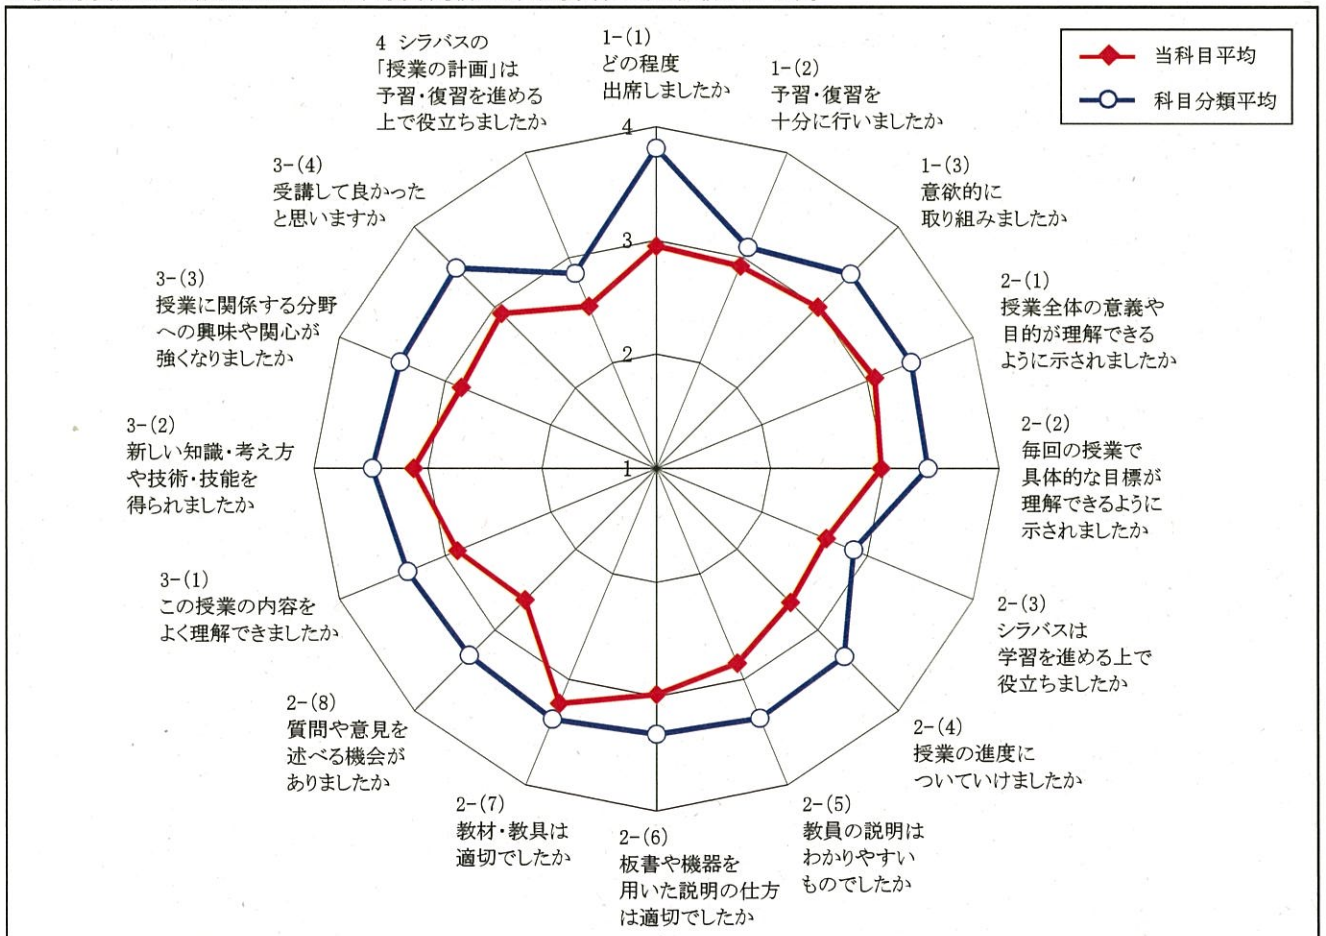 当科目平均
科目分類平均
1-(1)
どの程度
出席しましたか
1-(2)
予習・復習を
十分に行いましたか
1-(3)
意欲的に
取り組みましたか
2-(1)
授業全体の意義や
目的が理解できる
ように示されましたか
2-(2)
毎回の授業で
具体的な目標が
理解できるように
示されましたか
2-(3)
シラバスは
学習を進める上で
役立ちましたか
2-(4)
授業の進度に
ついていけましたか
2-(5)
教員の説明は
わかりやすい
ものでしたか
2-(6)
板書や機器を
用いた説明の仕方
は適切でしたか
2-(7)
教材・教具は
適切でしたか
2-(8)
質問や意見を
述べる機会が
ありましたか
3-(1)
この授業の内容を
よく理解できましたか
3-(2)
新しい知識・考え方
や技術・技能を
得られましたか
3-(3)
授業に関係する分野
への興味や関心が
強くなりましたか
3-(4)
受講して良かった
と思いますか
4 シラバスの
「授業の計画」は
予習・復習を進める
上で役立ちましたか
4
3
2
1